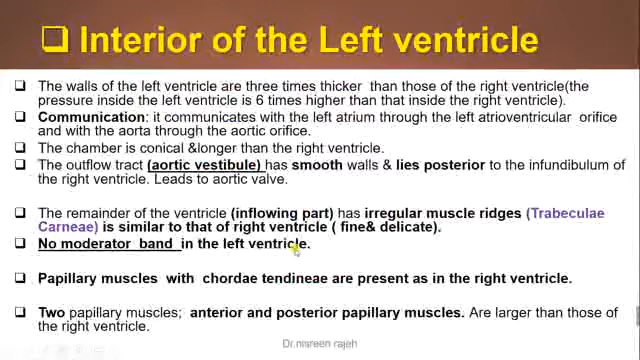 Interior of the Left ventricle
The walls of the left ventricle are three times thicker than those of the right ventricle(the
pressure inside the left ventricle is 6 times higher than that inside the right ventricle).
Communication: it communicates with the left atrium through the left atrioventricular orifice
and with the aorta through the aortic orifice.
The chamber is conical &longer than the right ventricle.
The outflow tract (aortic vestibule) has smooth walls & lies posterior to the infundibulum of
the right ventricle. Leads to aortic valve.
The remainder of the ventricle (inflowing part) has irregular muscle ridges (Trabeculae
Carneae) is similar to that of right ventricle ( fine& delicate).
No moderator band in the left ventricle.
Papillary muscles with chordae tendineae are present as in the right ventricle.
Two papillary muscles; anterior and posterior papillary muscles. Are larger than those of
the right ventricle.
Dr.nisreen rajeh